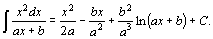 ∫ x²dx/(ax + b) = x²/2a − bx/a² + b²/a³ ln(ax + b) + C.